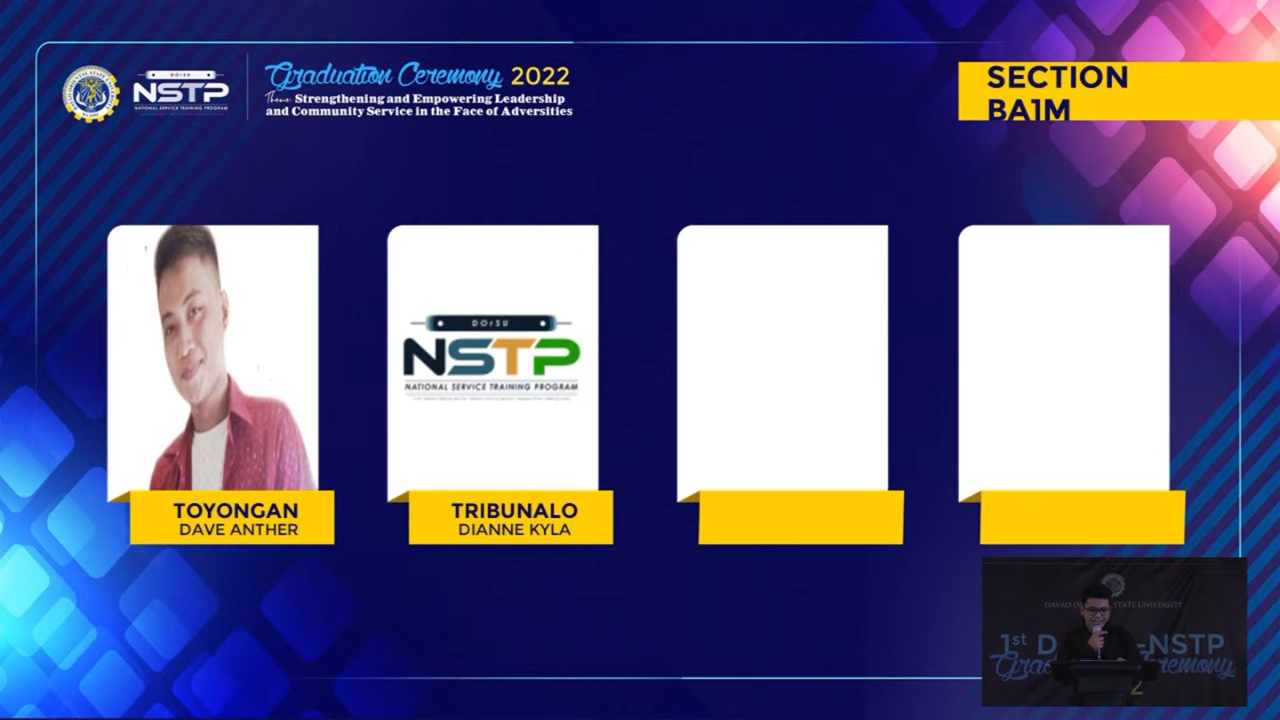 DOrSU
NSTP
NATIONAL SERVICE TRAINING PROGRAM
Graduation Ceremony 2022
Theme: Strengthening and Empowering Leadership
and Community Service in the Face of Adversities
SECTION
BA1M
DOrSU
NSTP
NATIONAL SERVICE TRAINING PROGRAM
TOYONGAN
DAVE ANTHER
TRIBUNALO
DIANNE KYLA
DAVAO STATE UNIVERSITY
1st D -NSTP